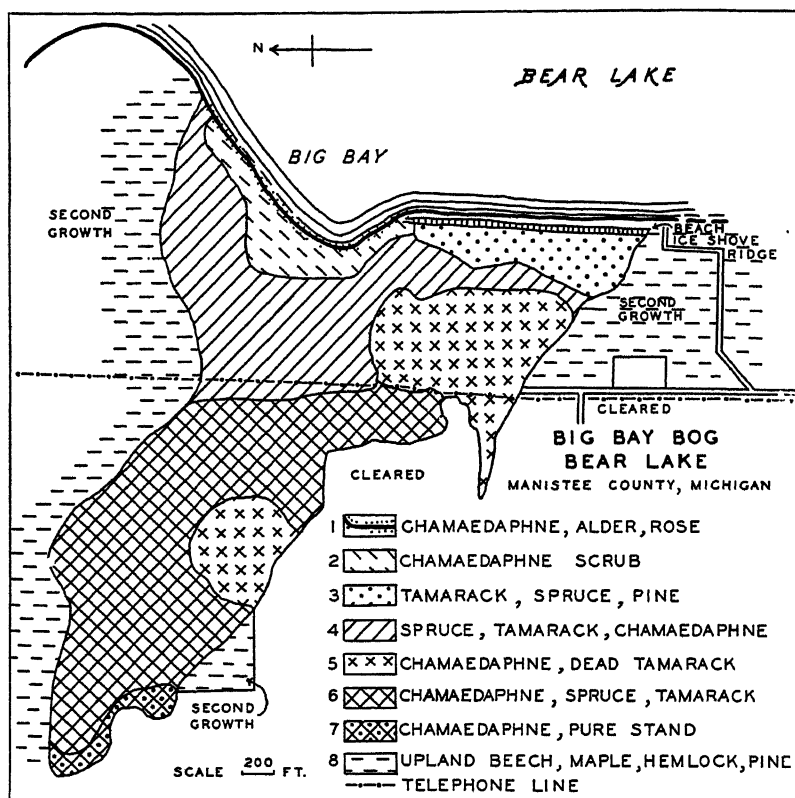 N
BEAR LAKE
BIG BAY
SECOND
GROWTH
BEACH
ICE SHOVE
RIDGE
SECOND
GROWTH
CLEARED
BIG BAY BOG
BEAR LAKE
MANISTEE COUNTY, MICHIGAN
CLEARED
1 CHAMAEDAPHNE, ALDER, ROSE
2 CHAMAEDAPHNE SCRUB
3 TAMARACK, SPRUCE, PINE
4 SPRUCE, TAMARACK, CHAMAEDAPHNE
5 CHAMAEDAPHNE, DEAD TAMARACK
6 CHAMAEDAPHNE, SPRUCE, TAMARACK
7 CHAMAEDAPHNE, PURE STAND
8 UPLAND BEECH, MAPLE, HEMLOCK, PINE
TELEPHONE LINE
SECOND
GROWTH
SCALE 200 FT.